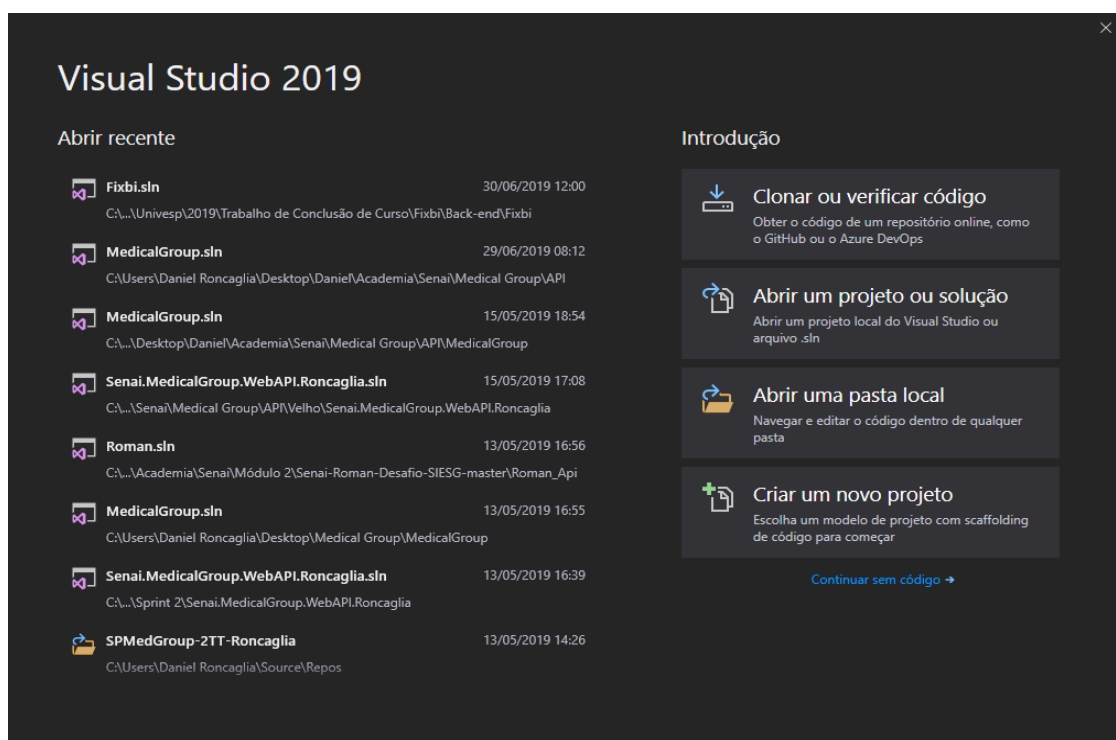 Visual Studio 2019
Abrir recente
Fixbi.sln 30/06/2019 12:00
C:\...\Univesp\2019\Trabalho de Conclusão de Curso\Fixbi\Back-end\Fixbi
MedicalGroup.sln 29/06/2019 08:12
C:\Users\Daniel Roncaglia\Desktop\Daniel\Academia\Senai\Medical Group\API
MedicalGroup.sln 15/05/2019 18:54
C:\...\Desktop\Daniel\Academia\Senai\Medical Group\API\MedicalGroup
Senai.MedicalGroup.WebAPI.Roncaglia.sln 15/05/2019 17:08
C:\...\Senai\Medical Group\API\Velho\Senai.MedicalGroup.WebAPI.Roncaglia
Roman.sln 13/05/2019 16:56
C:\...\Academia\Senai\Módulo 2\Senai-Roman-Desafio-SIESG-master\Roman_Api
MedicalGroup.sln 13/05/2019 16:55
C:\Users\Daniel Roncaglia\Desktop\Medical Group\MedicalGroup
Senai.MedicalGroup.WebAPI.Roncaglia.sln 13/05/2019 16:39
C:\...\Sprint 2\Senai.MedicalGroup.WebAPI.Roncaglia
SPMedGroup-2TT-Roncaglia 13/05/2019 14:26
C:\Users\Daniel Roncaglia\Source\Repos
Introdução
Clonar ou verificar código
Obter o código de um repositório online, como
o GitHub ou o Azure DevOps
Abrir um projeto ou solução
Abrir um projeto local do Visual Studio ou
arquivo .sln
Abrir uma pasta local
Navegar e editar o código dentro de qualquer
pasta
Criar um novo projeto
Escolha um modelo de projeto com scaffolding
de código para começar
Continuar sem código →